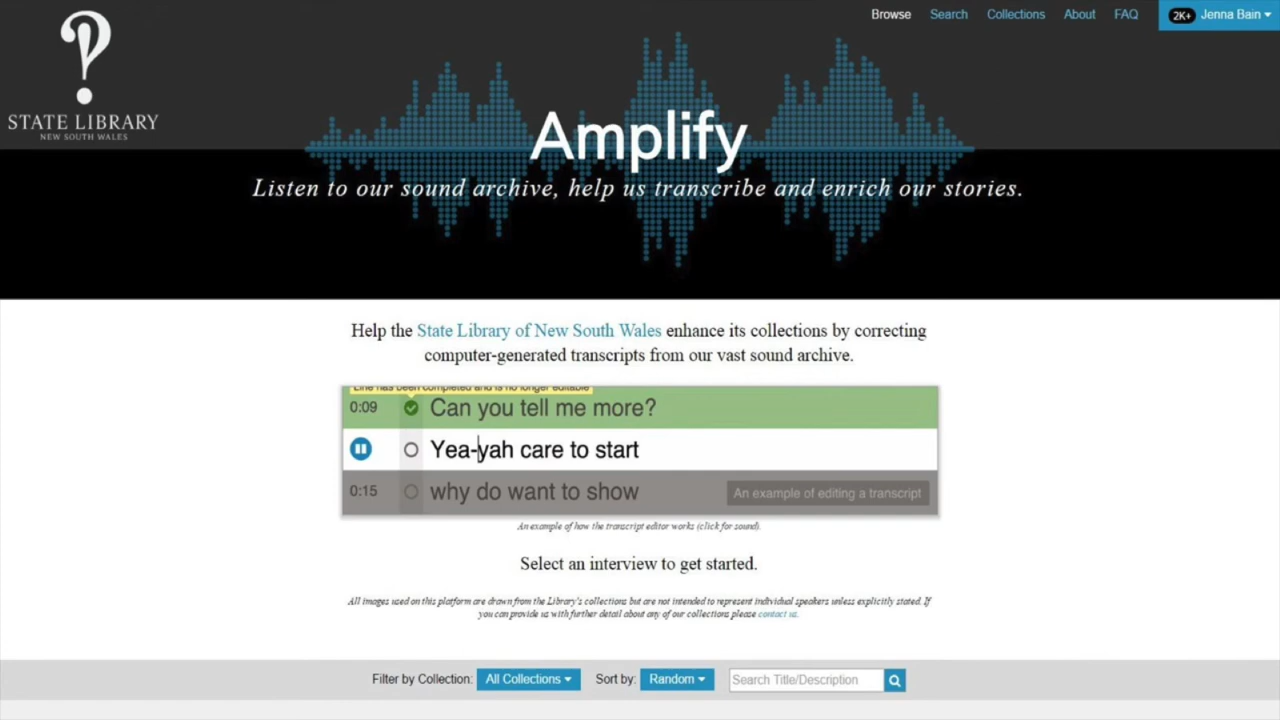 Browse Search Collections About FAQ 2K+ Jenna Bain
STATE LIBRARY
NEW SOUTH WALES
Amplify
Listen to our sound archive, help us transcribe and enrich our stories.
Help the State Library of New South Wales enhance its collections by correcting
computer-generated transcripts from our vast sound archive.
Line has been completed and is no longer editable
0:09 Can you tell me more?
Yea-yah care to start
0:15 why do want to show An example of editing a transcript
An example of how the transcript editor works (click for sound).
Select an interview to get started.
All images used on this platform are drawn from the Library's collections but are not intended to represent individual speakers unless explicitly stated. If
you can provide us with further detail about any of our collections please contact us.
Filter by Collection: All Collections Sort by: Random Search Title/Description